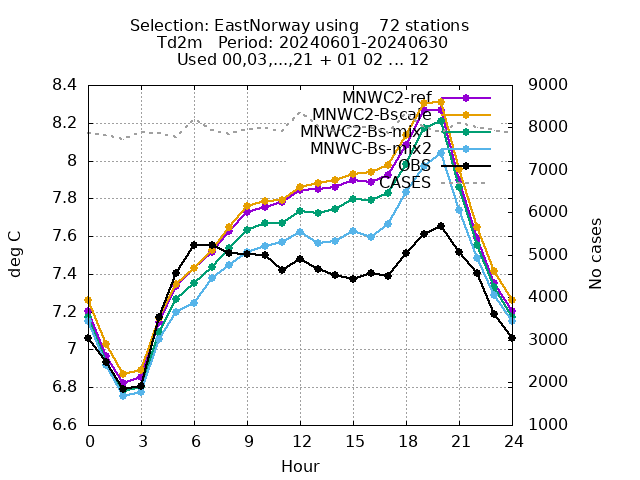 Selection: EastNorway using    72 stations
Td2m   Period: 20240601-20240630
Used 00,03,...,21 + 01 02 ... 12
MNWC2-ref
MNWC2-Bscale
MNWC2-Bs-mix1
MNWC-Bs-mix2
OBS
CASES
8.4
8.2
8
7.8
7.6
7.4
7.2
7
6.8
6.6
deg C
9000
8000
7000
6000
5000
4000
3000
2000
1000
No cases
0 3 6 9 12 15 18 21 24
Hour